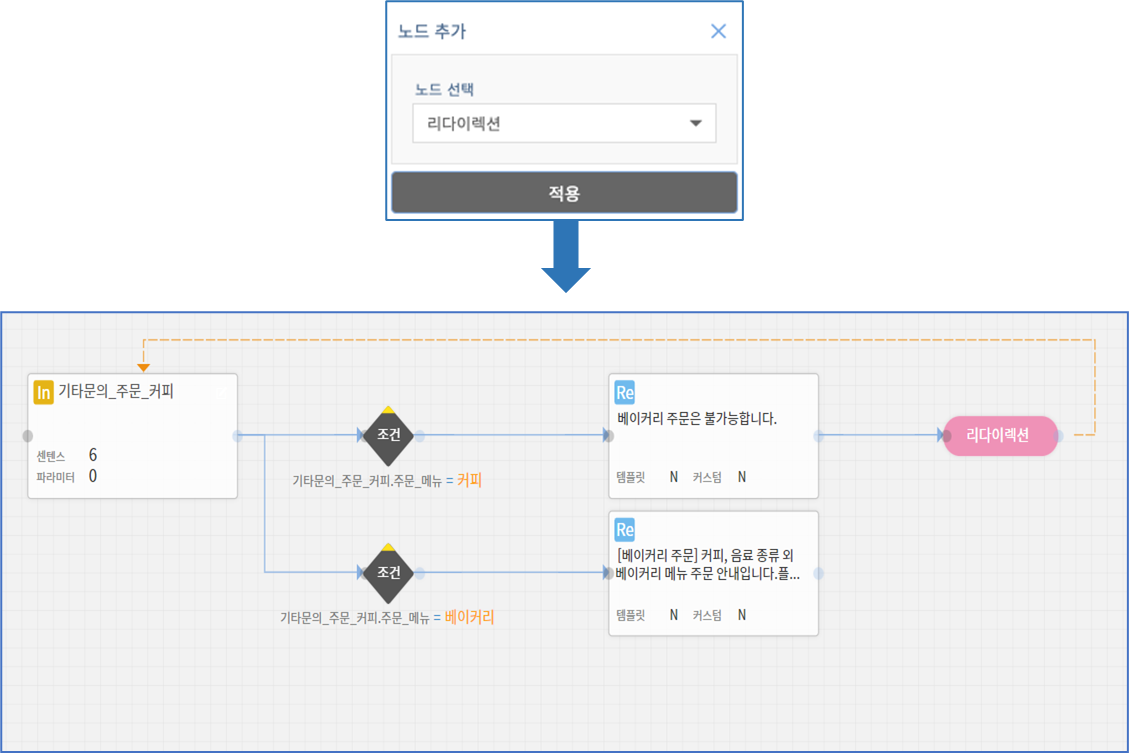 노드 추가
노드 선택
리다이렉션
적용
In 기타문의_주문_커피
센텐스 6
파라미터 0
조건
기타문의_주문_커피.주문_메뉴 = 커피
Re
베이커리 주문은 불가능합니다.
템플릿 N 커스텀 N
리다이렉션
조건
기타문의_주문_커피.주문_메뉴 = 베이커리
Re
[베이커리 주문] 커피, 음료 종류 외
베이커리 메뉴 주문 안내입니다.플...
템플릿 N 커스텀 N